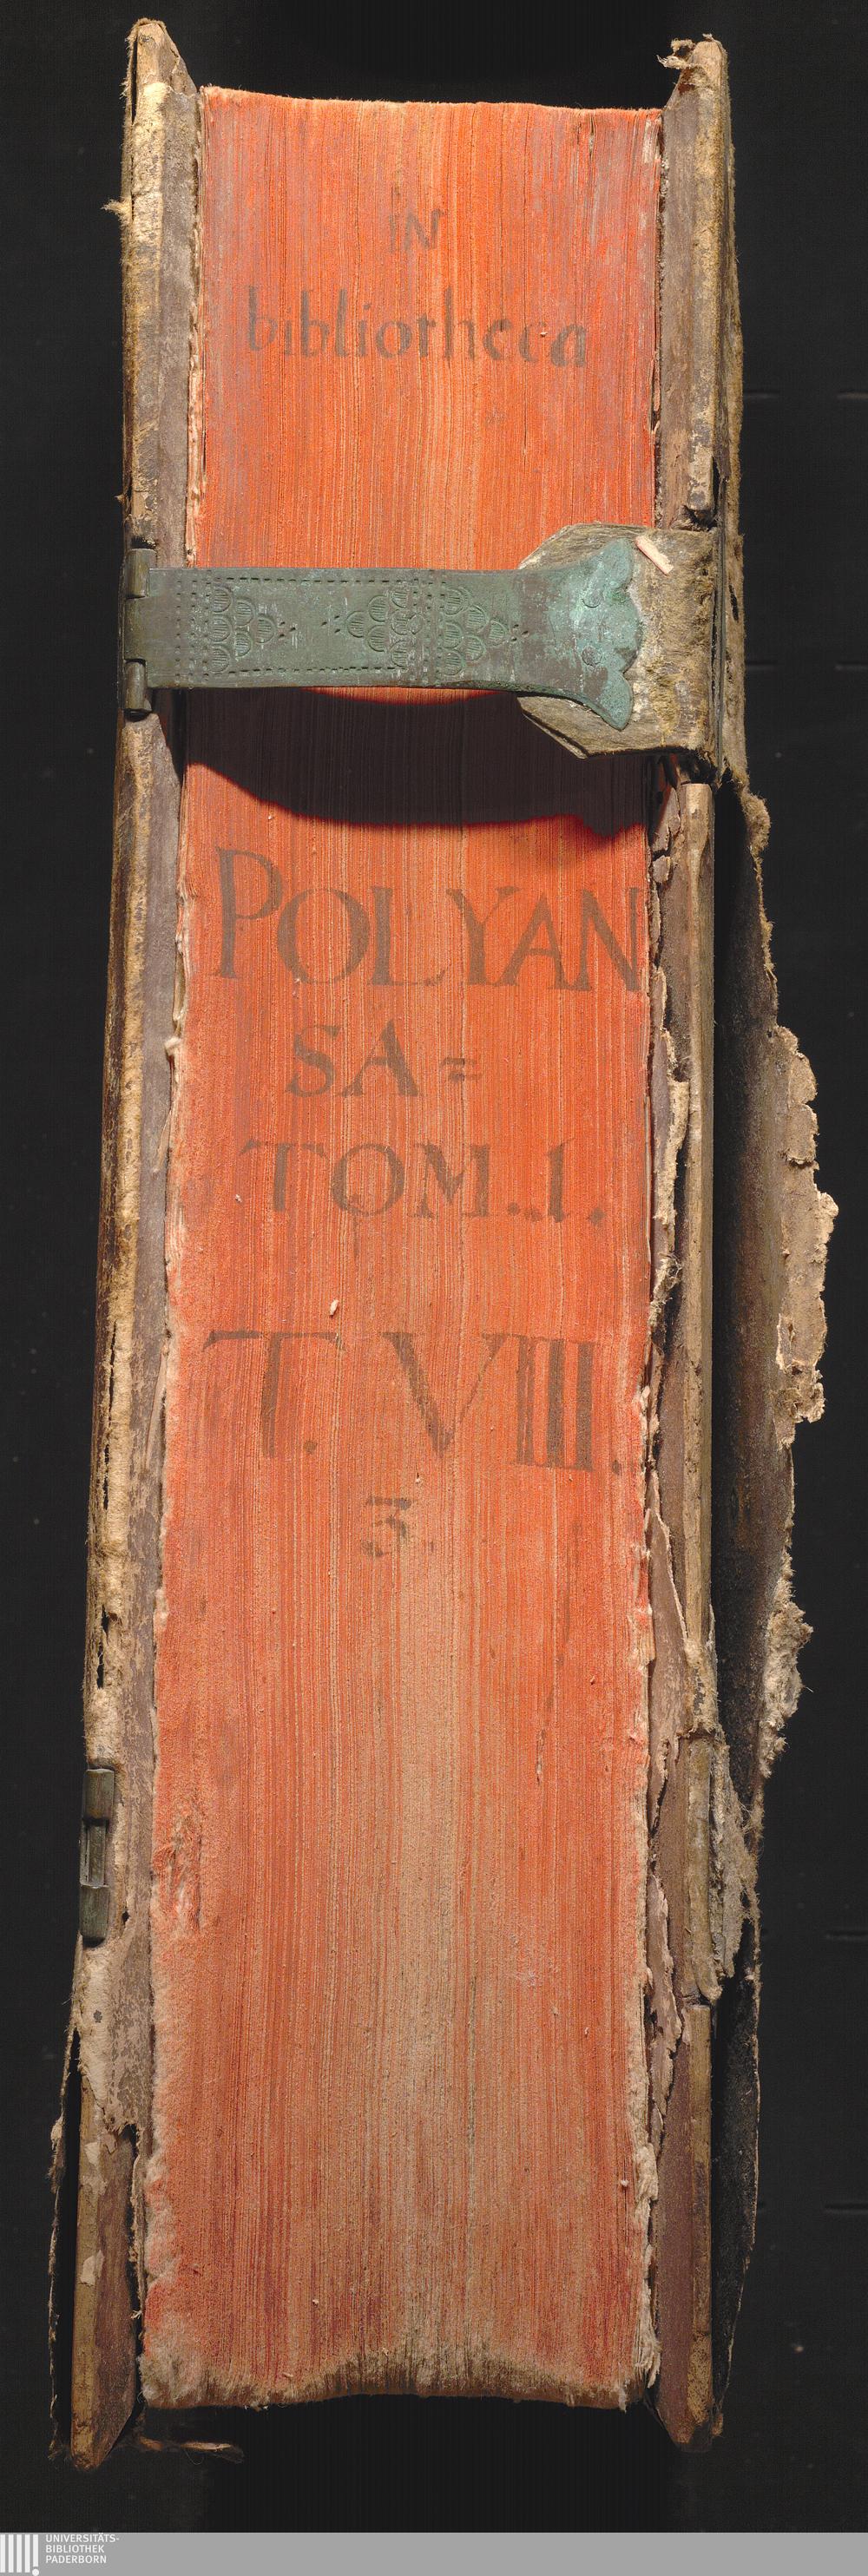 IN
bibliotheca
POLYAN
SA=
TOM.1.
T. VIII.
3.
UNIVERSITÄTS-
BIBLIOTHEK
PADERBORN